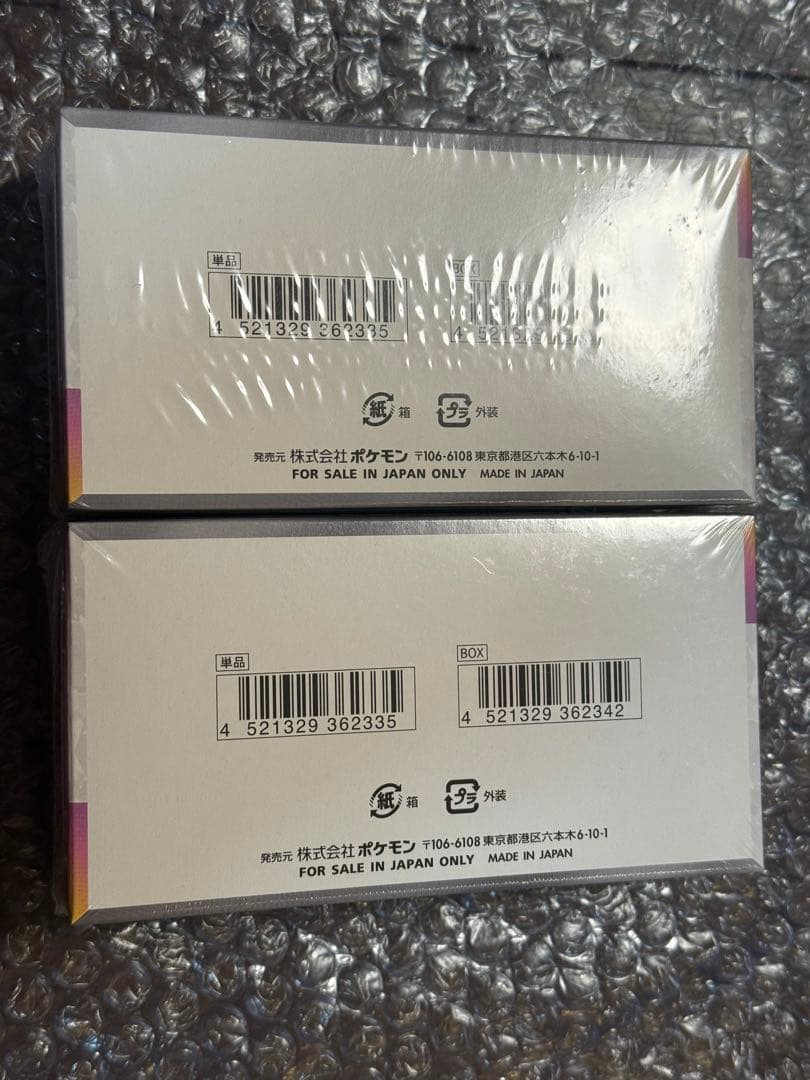 単品
BOX
4 521329 362335
4 521329
紙 箱
プラ 外装
発売元 株式会社ポケモン 〒106-6108 東京都港区六本木6-10-1
FOR SALE IN JAPAN ONLY MADE IN JAPAN
単品
BOX
4 521329 362335
4 521329 362342
紙 箱
プラ 外装
発売元 株式会社ポケモン 〒106-6108 東京都港区六本木6-10-1
FOR SALE IN JAPAN ONLY MADE IN JAPAN